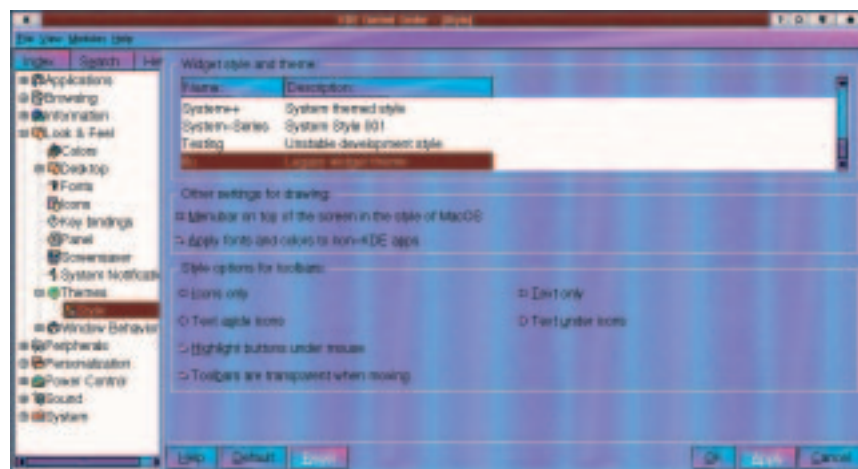 KDE Control Center - [Style]
File View Modules Help
Index Search
Widget style and theme:
Name: Description:
System++ System themed style
System-Series System Style 801
Testing Unstable development style
Legacy widget theme
Applications
Browsing
Information
Look & Feel
Colors
Desktop
Fonts
Icons
Key bindings
Panel
Screensaver
System Notificati
Themes
Style
Window Behavior
Peripherals
Personalization
Power Control
Sound
System
Other settings for drawing:
Menubar on top of the screen in the style of MacOS
Apply fonts and colors to non-KDE apps
Style options for toolbars:
Icons only Text only
Text aside icons Text under icons
Highlight buttons under mouse
Toolbars are transparent when moving
Help Default Reset OK Apply Cancel